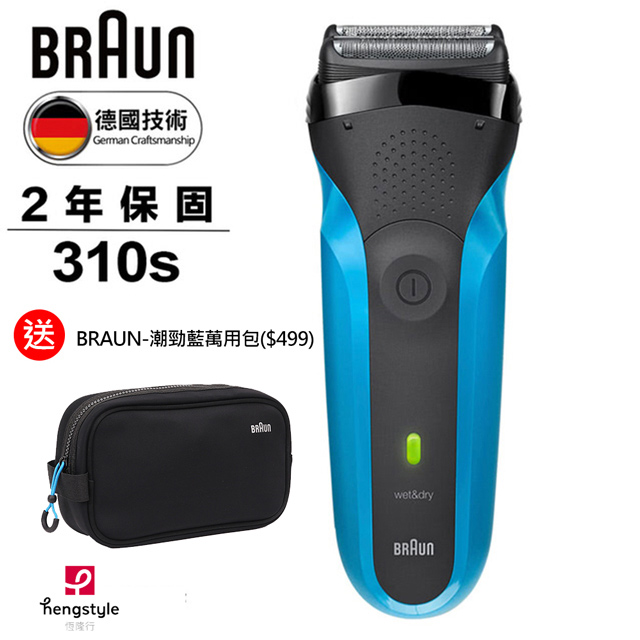 BRAUN
德國技術
German Craftsmanship
2年保固
310s
送 BRAUN-潮勁藍萬用包($499)
BRAUN
wet&dry
BRAUN
hengstyle
恆隆行